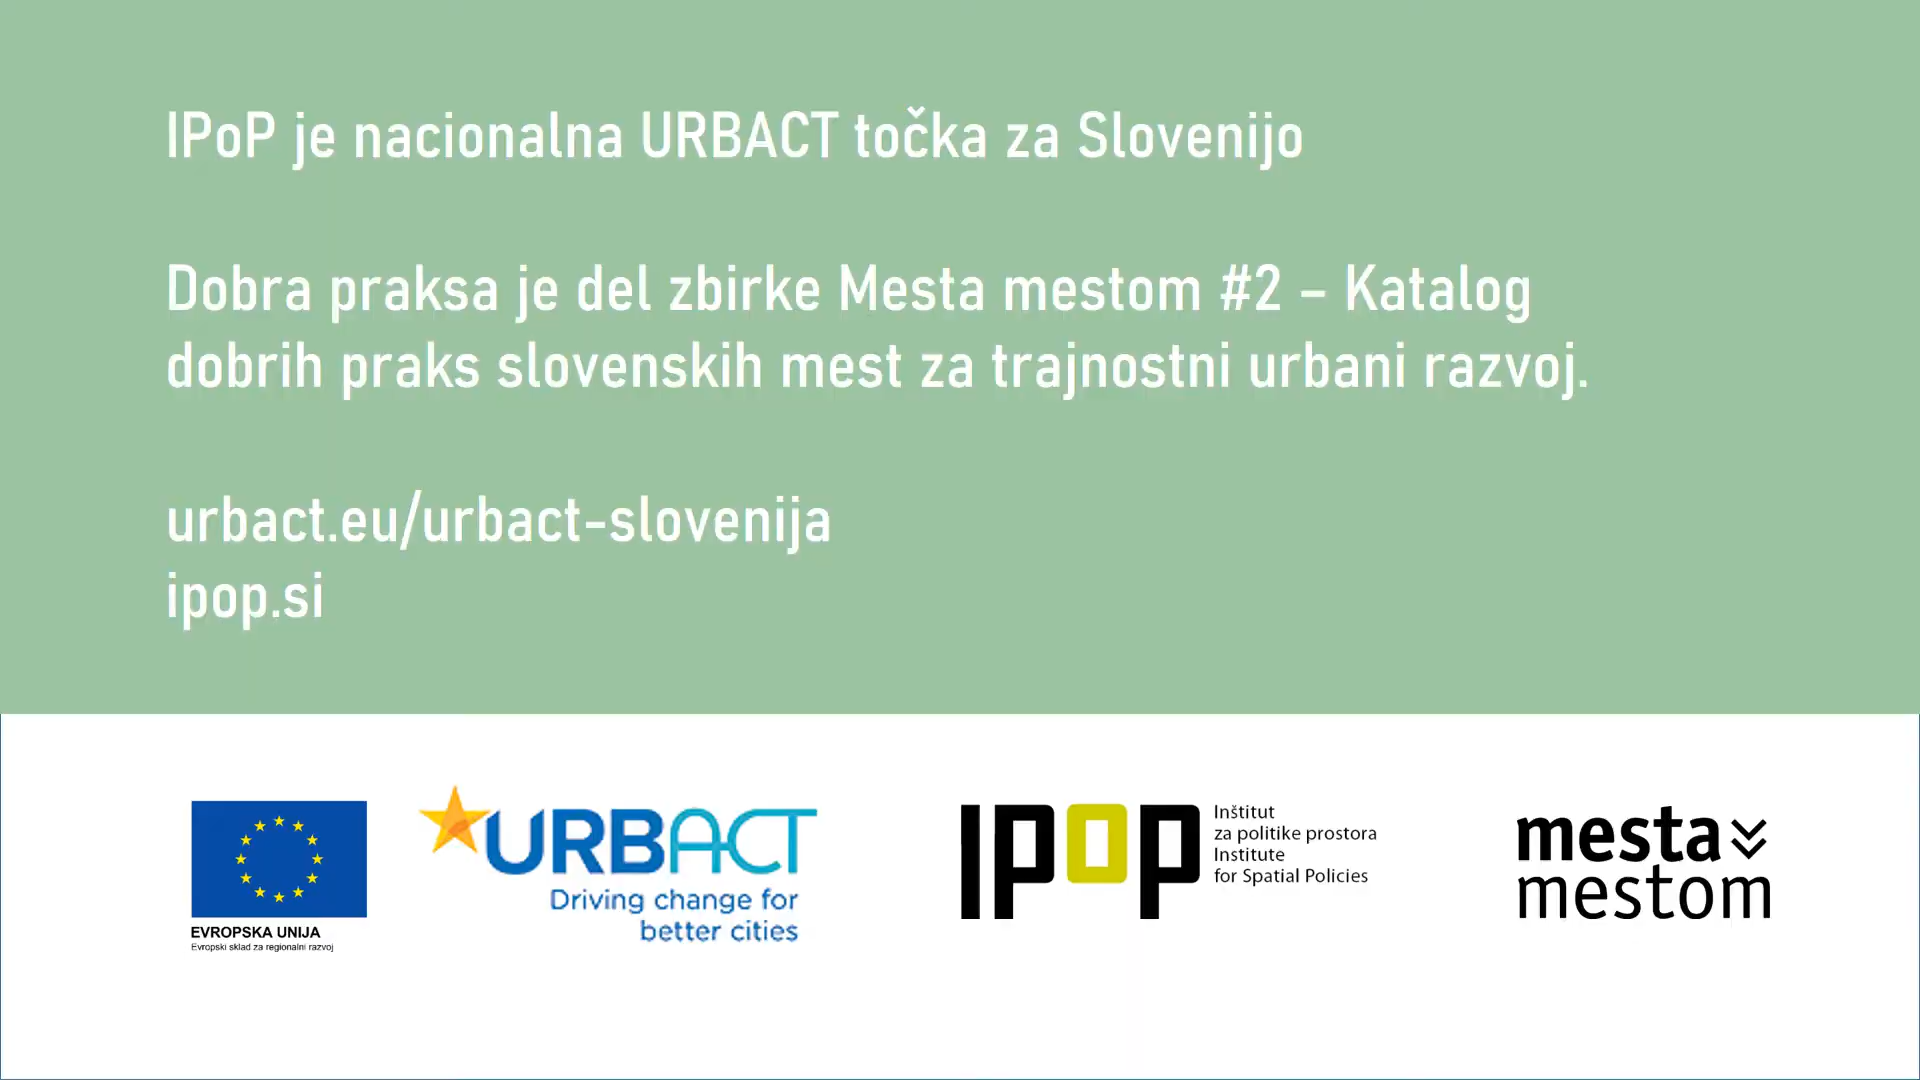 IPoP je nacionalna URBACT točka za Slovenijo
Dobra praksa je del zbirke Mesta mestom #2 – Katalog
dobrih praks slovenskih mest za trajnostni urbani razvoj.
urbact.eu/urbact-slovenija
ipop.si
EVROPSKA UNIJA
Evropski sklad za regionalni razvoj
URBACT
Driving change for
better cities
IPOP
Inštitut
za politike prostora
Institute
for Spatial Policies
mesta
mestom